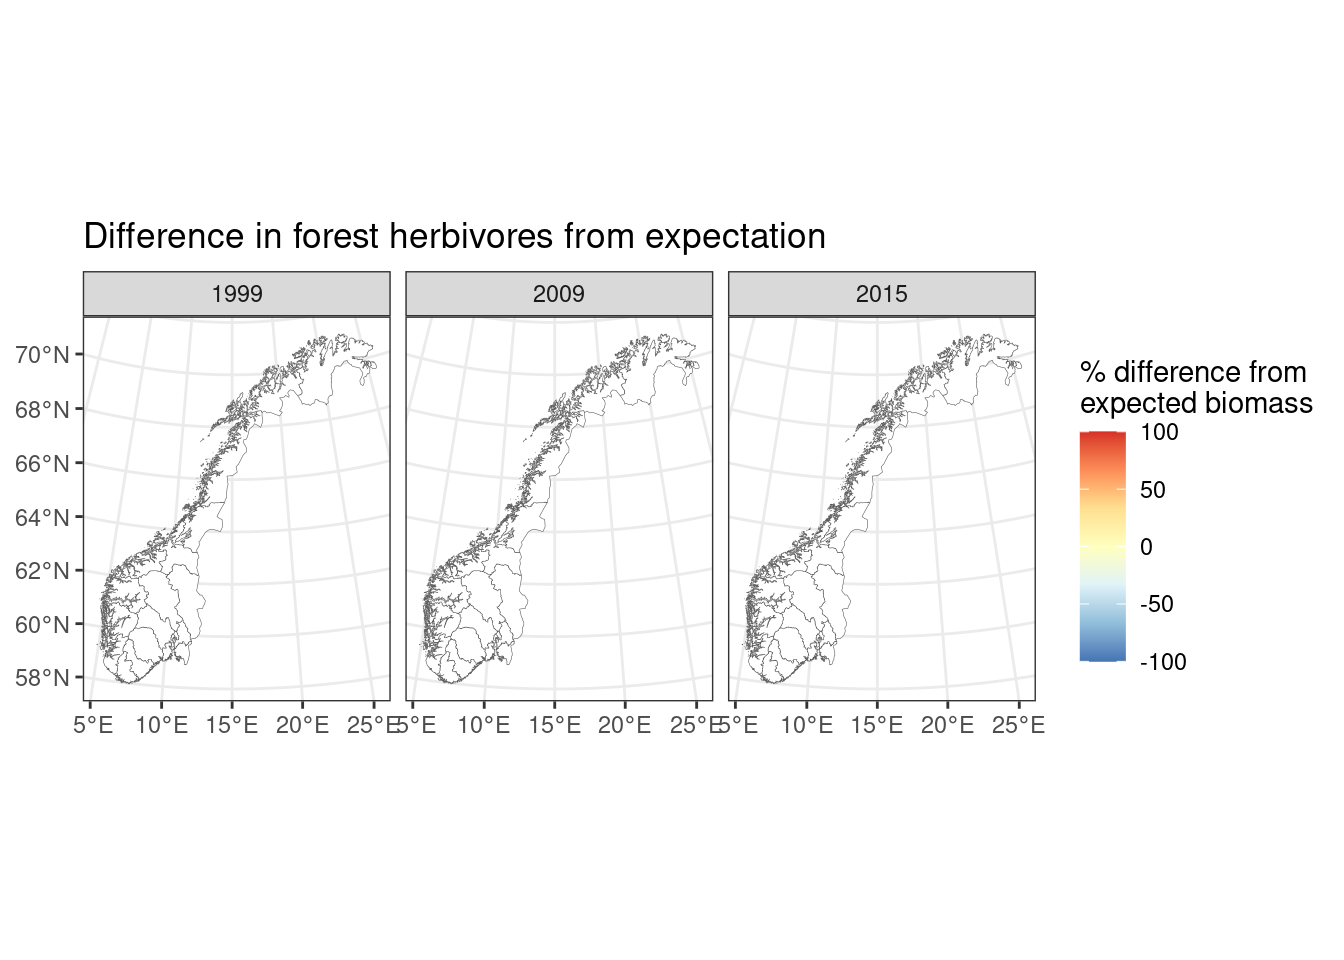 Difference in forest herbivores from expectation
1999 2009 2015
70°N
68°N
66°N
64°N
62°N
60°N
58°N
5°E 10°E 15°E 20°E 25°E 5°E 10°E 15°E 20°E 25°E 5°E 10°E 15°E 20°E 25°E
% difference from
expected biomass
100
50
0
-50
-100